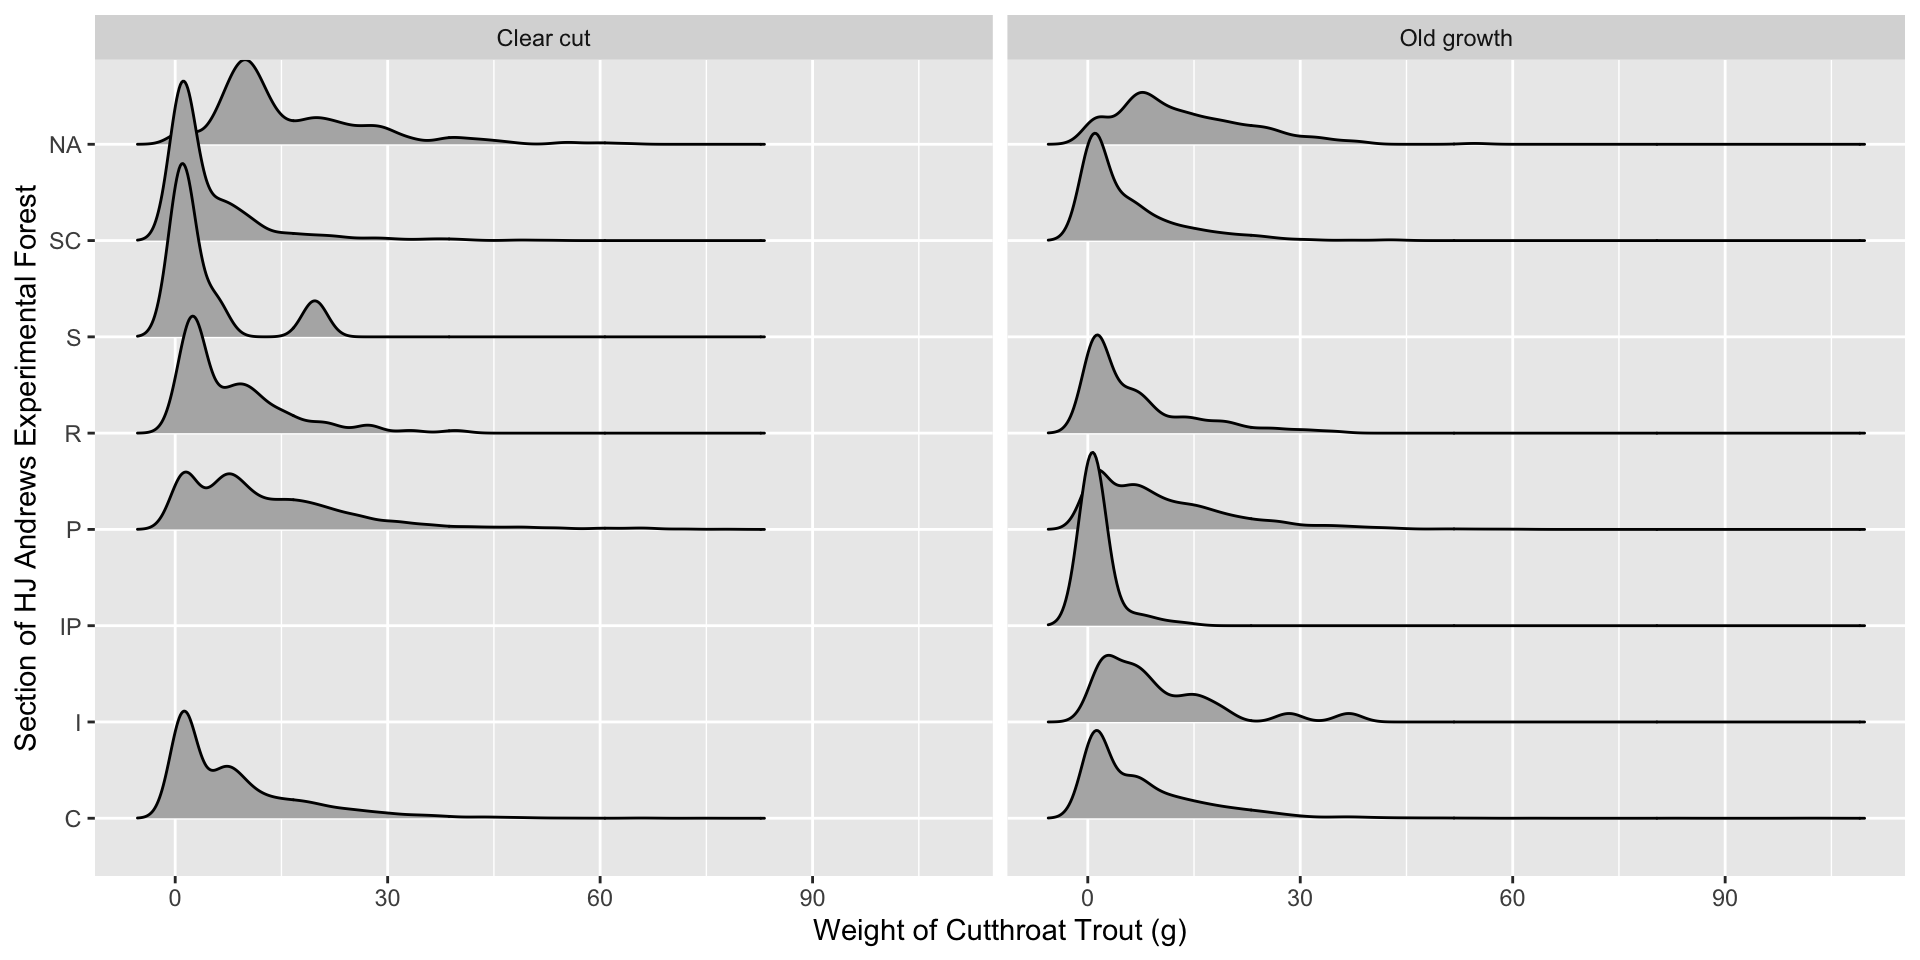 Clear cut
Old growth
Section of HJ Andrews Experimental Forest
NA
SC
S
R
P
IP
I
C
0 30 60 90
0 30 60 90
Weight of Cutthroat Trout (g)